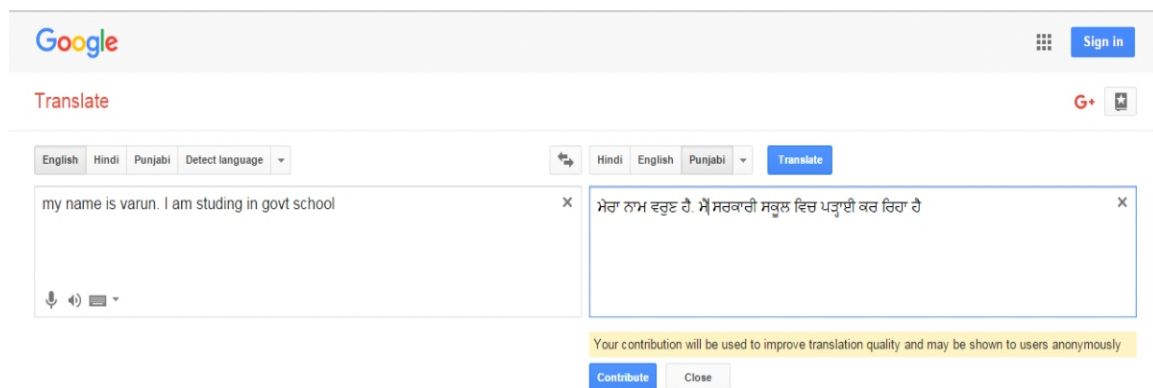 Google
Sign in
Translate
G+
English Hindi Punjabi Detect language
Hindi English Punjabi Translate
my name is varun. I am studing in govt school
ਮੇਰਾ ਨਾਮ ਵਰੁਣ ਹੈ. ਮੈਂ ਸਰਕਾਰੀ ਸਕੂਲ ਵਿਚ ਪੜ੍ਹਾਈ ਕਰ ਰਿਹਾ ਹੈ
Your contribution will be used to improve translation quality and may be shown to users anonymously
Contribute Close